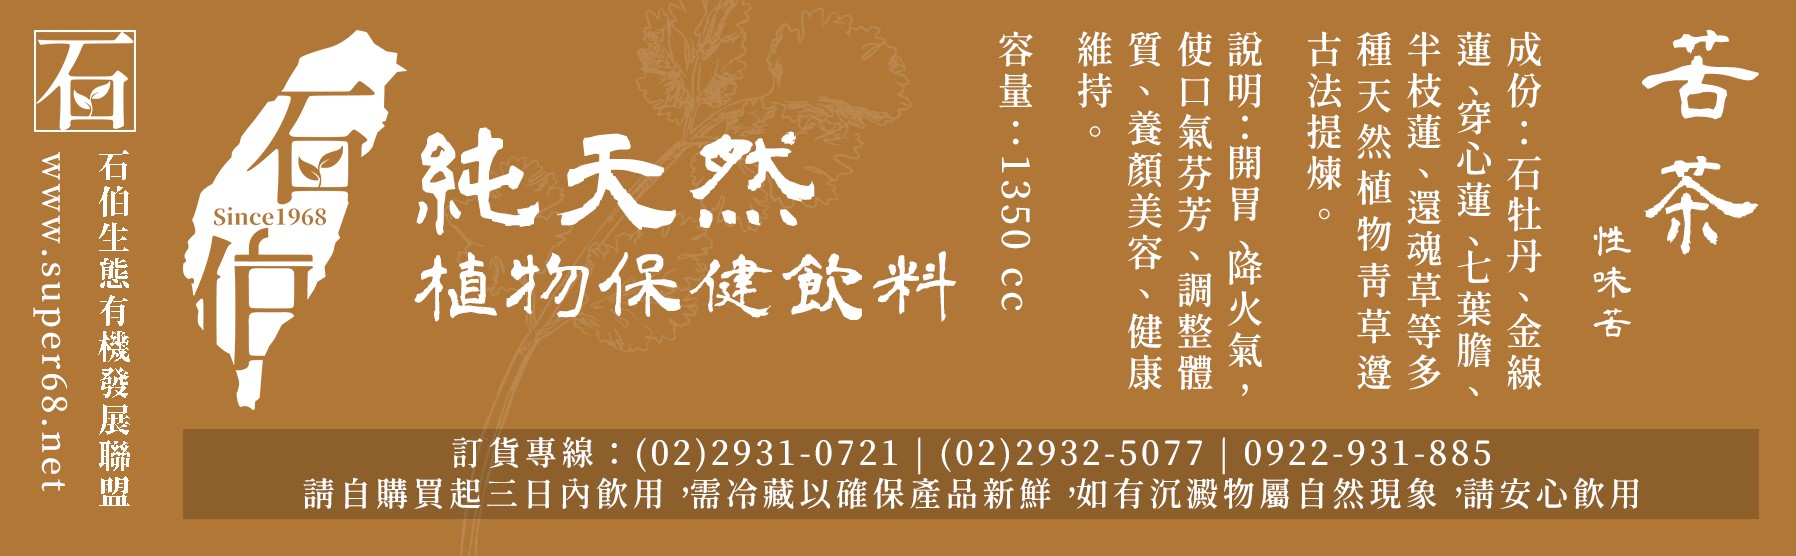 苦茶
性味苦
成份：石牡丹、金線
蓮、穿心蓮、七葉膽、
半枝蓮、還魂草等多
種天然植物青草遵
古法提煉。
說明：開胃、降火氣，
使口氣芬芳、調整體
質、養顏美容、健康
維持。
容量：1350 cc
純天然
植物保健飲料
石伯
Since1968
石
石伯生態有機發展聯盟
www.super68.net
訂貨專線：(02)2931-0721 | (02)2932-5077 | 0922-931-885
請自購買起三日內飲用，需冷藏以確保產品新鮮，如有沉澱物屬自然現象，請安心飲用